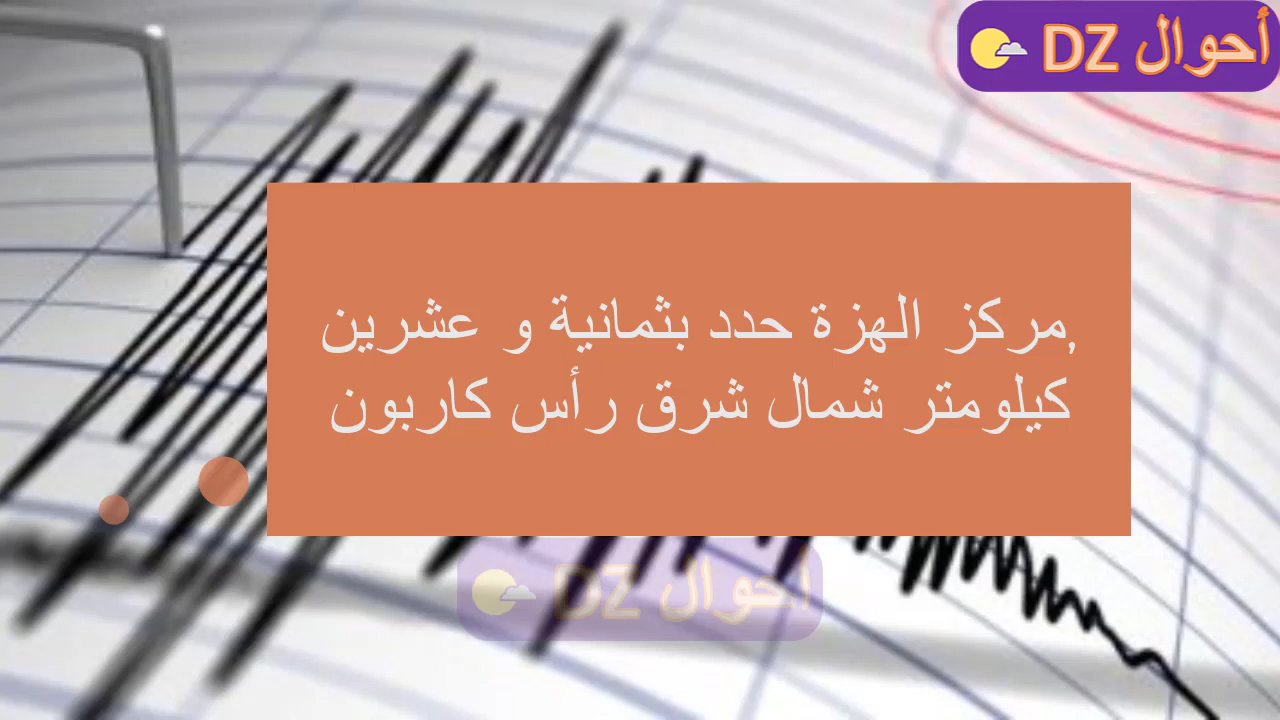 أحوال DZ
مركز الهزة حدد بثمانية و عشرين,
كيلومتر شمال شرق رأس كاربون
أحوال DZ